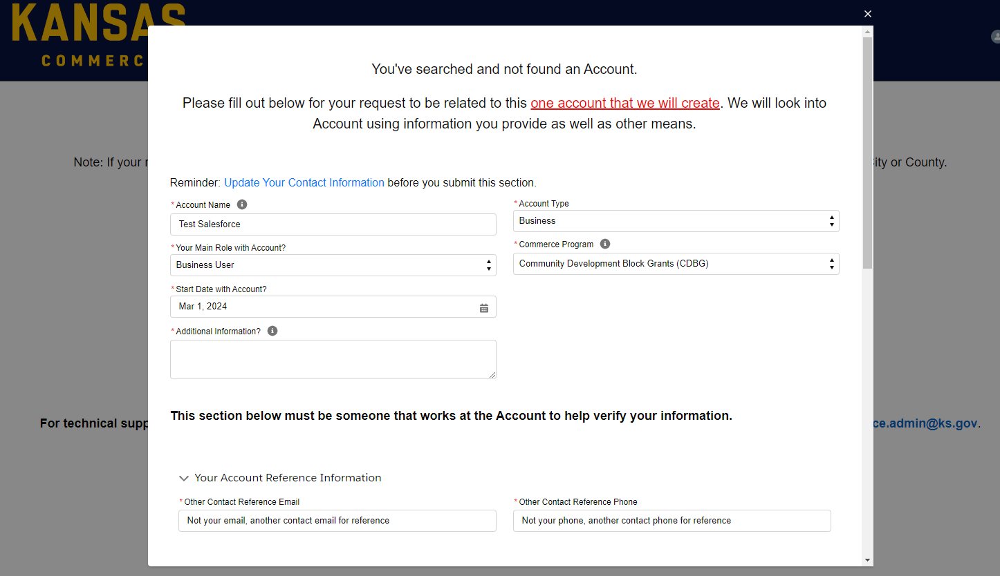 KANSAS
COMMERC
You've searched and not found an Account.
Please fill out below for your request to be related to this one account that we will create. We will look into
Account using information you provide as well as other means.
Note: If your
ity or County.
Reminder: Update Your Contact Information before you submit this section.
* Account Name
* Account Type
Test Salesforce
Business
* Your Main Role with Account?
* Commerce Program
Business User
Community Development Block Grants (CDBG)
* Start Date with Account?
Mar 1, 2024
* Additional Information?
This section below must be someone that works at the Account to help verify your information.
For technical supp
ce.admin@ks.gov.
Your Account Reference Information
* Other Contact Reference Email
* Other Contact Reference Phone
Not your email, another contact email for reference
Not your phone, another contact phone for reference